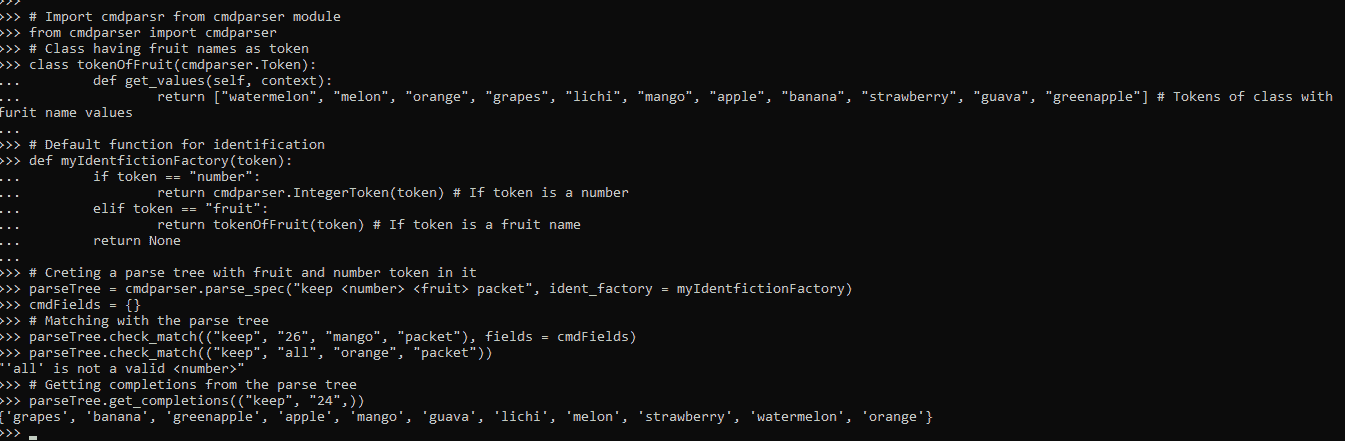 >>>
>>> # Import cmdparsr from cmdparser module
>>> from cmdparser import cmdparser
>>> # Class having fruit names as token
>>> class tokenOfFruit(cmdparser.Token):
...         def get_values(self, context):
...                 return ["watermelon", "melon", "orange", "grapes", "lichi", "mango", "apple", "banana", "strawberry", "guava", "greenapple"] # Tokens of class with
furit name values
...
>>> # Default function for identification
>>> def myIdentfictionFactory(token):
...         if token == "number":
...                 return cmdparser.IntegerToken(token) # If token is a number
...         elif token == "fruit":
...                 return tokenOfFruit(token) # If token is a fruit name
...         return None
...
>>> # Creting a parse tree with fruit and number token in it
>>> parseTree = cmdparser.parse_spec("keep <number> <fruit> packet", ident_factory = myIdentfictionFactory)
>>> cmdFields = {}
>>> # Matching with the parse tree
>>> parseTree.check_match(("keep", "26", "mango", "packet"), fields = cmdFields)
>>> parseTree.check_match(("keep", "all", "orange", "packet"))
"'all' is not a valid <number>"
>>> # Getting completions from the parse tree
>>> parseTree.get_completions(("keep", "24",))
{'grapes', 'banana', 'greenapple', 'apple', 'mango', 'guava', 'lichi', 'melon', 'strawberry', 'watermelon', 'orange'}
>>>